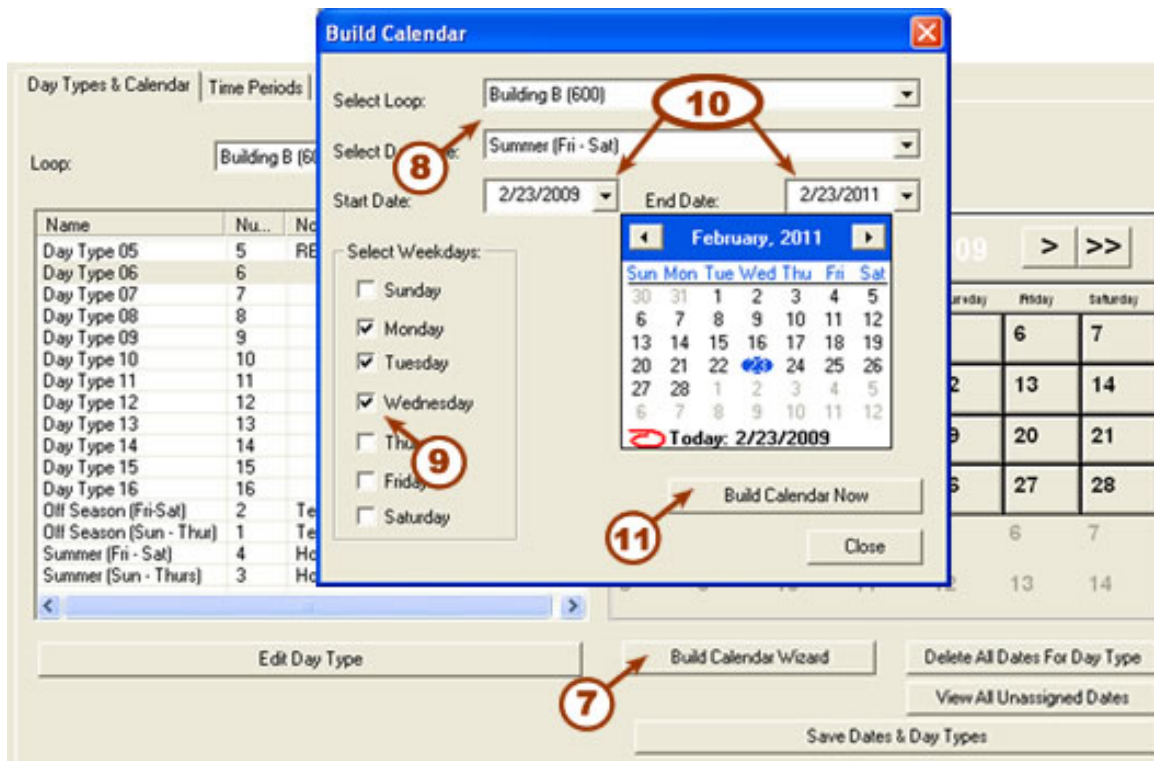 Build Calendar
Day Types & Calendar
Time Periods
Loop:
Building B (60
Select Loop:
Building B (600)
10
8
Summer (Fri - Sat)
Start Date:
2/23/2009
End Date:
2/23/2011
Name Nu... No
Day Type 05 5 RE
Day Type 06 6
Day Type 07 7
Day Type 08 8
Day Type 09 9
Day Type 10 10
Day Type 11 11
Day Type 12 12
Day Type 13 13
Day Type 14 14
Day Type 15 15
Day Type 16 16
Off Season (Fri-Sat) 2 Te
Off Season (Sun - Thur) 1 Te
Summer (Fri - Sat) 4 Ho
Summer (Sun - Thurs) 3 Ho
Select Weekdays:
Sunday
Monday
Tuesday
Wednesday
Thu
9
Friday
Saturday
February, 2011
Sun Mon Tue Wed Thu Fri Sat
30 31 1 2 3 4 5
6 7 8 9 10 11 12
13 14 15 16 17 18 19
20 21 22 23 24 25 26
27 28 1 2 3 4 5
6 7 8 9 10 11 12
Today: 2/23/2009
Build Calendar Now
11
Close
09 > >>
Friday Saturday
6 7
13 14
20 21
27 28
6 7
13 14
Edit Day Type
Build Calendar Wizard
7
Delete All Dates For Day Type
View All Unassigned Dates
Save Dates & Day Types